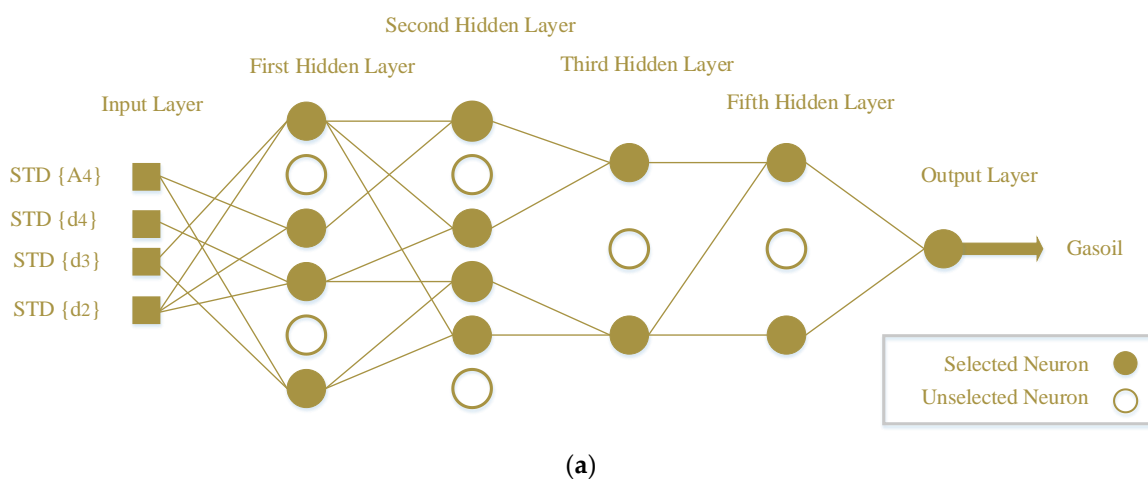 Second Hidden Layer
First Hidden Layer
Third Hidden Layer
Fifth Hidden Layer
Input Layer
Output Layer
STD {A4}
STD {d4}
STD {d3}
STD {d2}
Gasoil
Selected Neuron
Unselected Neuron
(a)